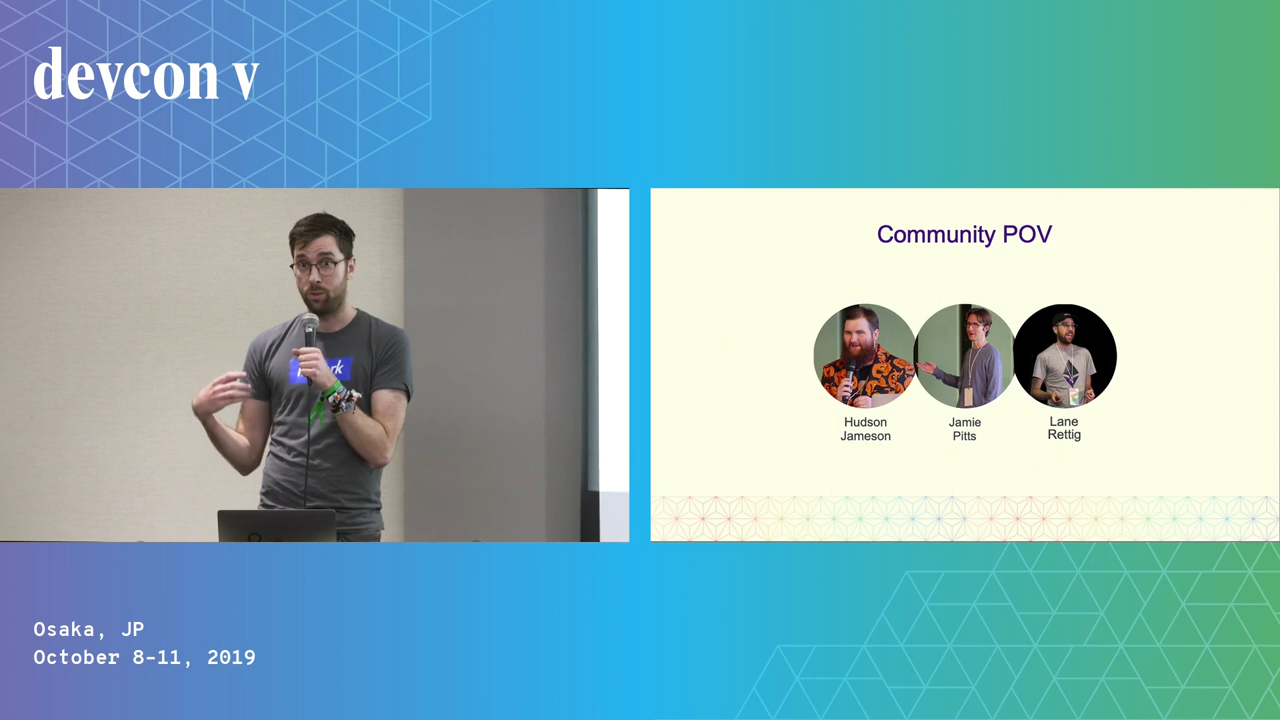 devcon v
Community POV
Hudson
Jameson
Jamie
Pitts
Lane
Rettig
Osaka, JP
October 8-11, 2019